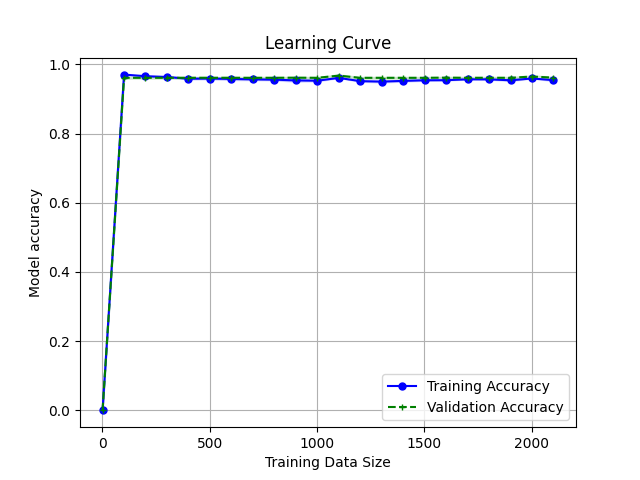 Learning Curve
1.0
0.8
0.6
0.4
0.2
0.0
Model accuracy
Training Accuracy
Validation Accuracy
0 500 1000 1500 2000
Training Data Size